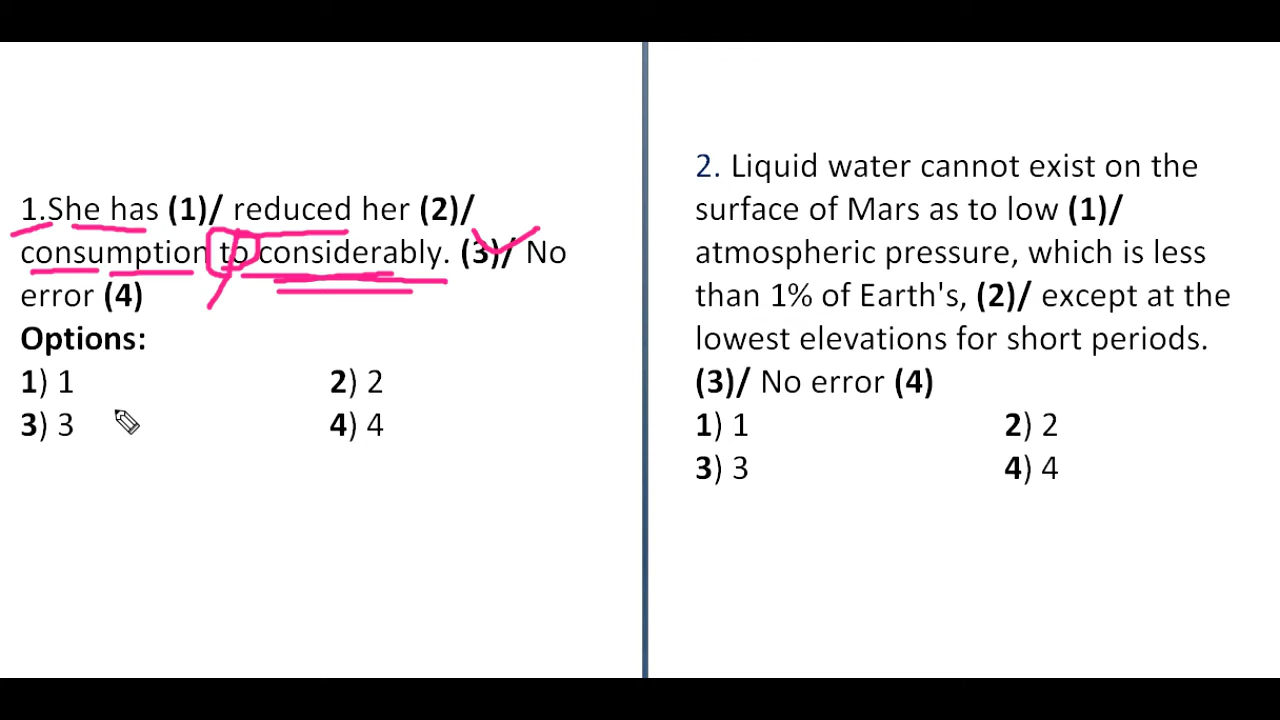 1.She has (1)/ reduced her (2)/
consumption to considerably. (3)/ No
error (4)
Options:
1) 1 2) 2
3) 3 4) 4
2. Liquid water cannot exist on the
surface of Mars as to low (1)/
atmospheric pressure, which is less
than 1% of Earth's, (2)/ except at the
lowest elevations for short periods.
(3)/ No error (4)
1) 1 2) 2
3) 3 4) 4